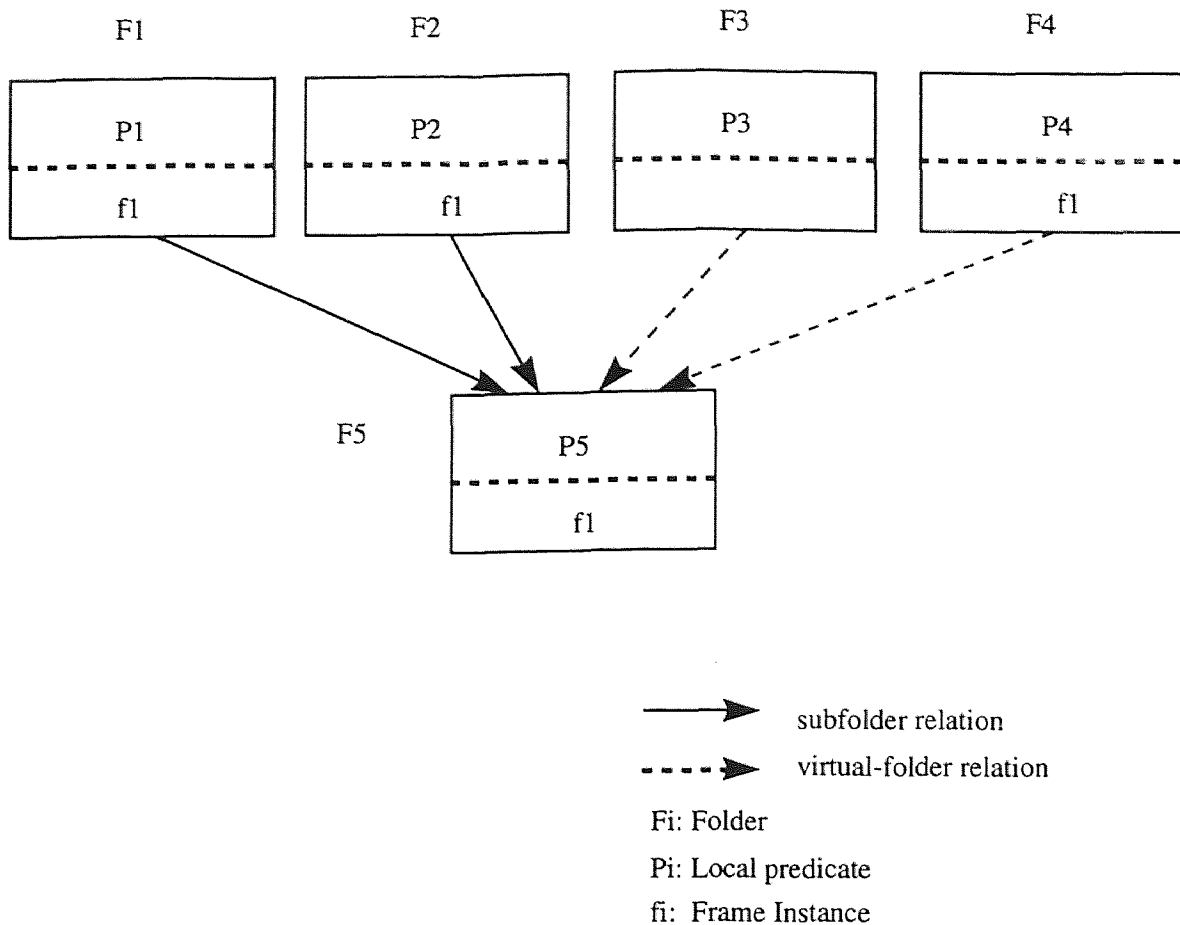 F1 F2 F3 F4
P1 P2 P3 P4
f1 f1 f1
F5
P5
f1
subfolder relation
virtual-folder relation
Fi: Folder
Pi: Local predicate
fi: Frame Instance